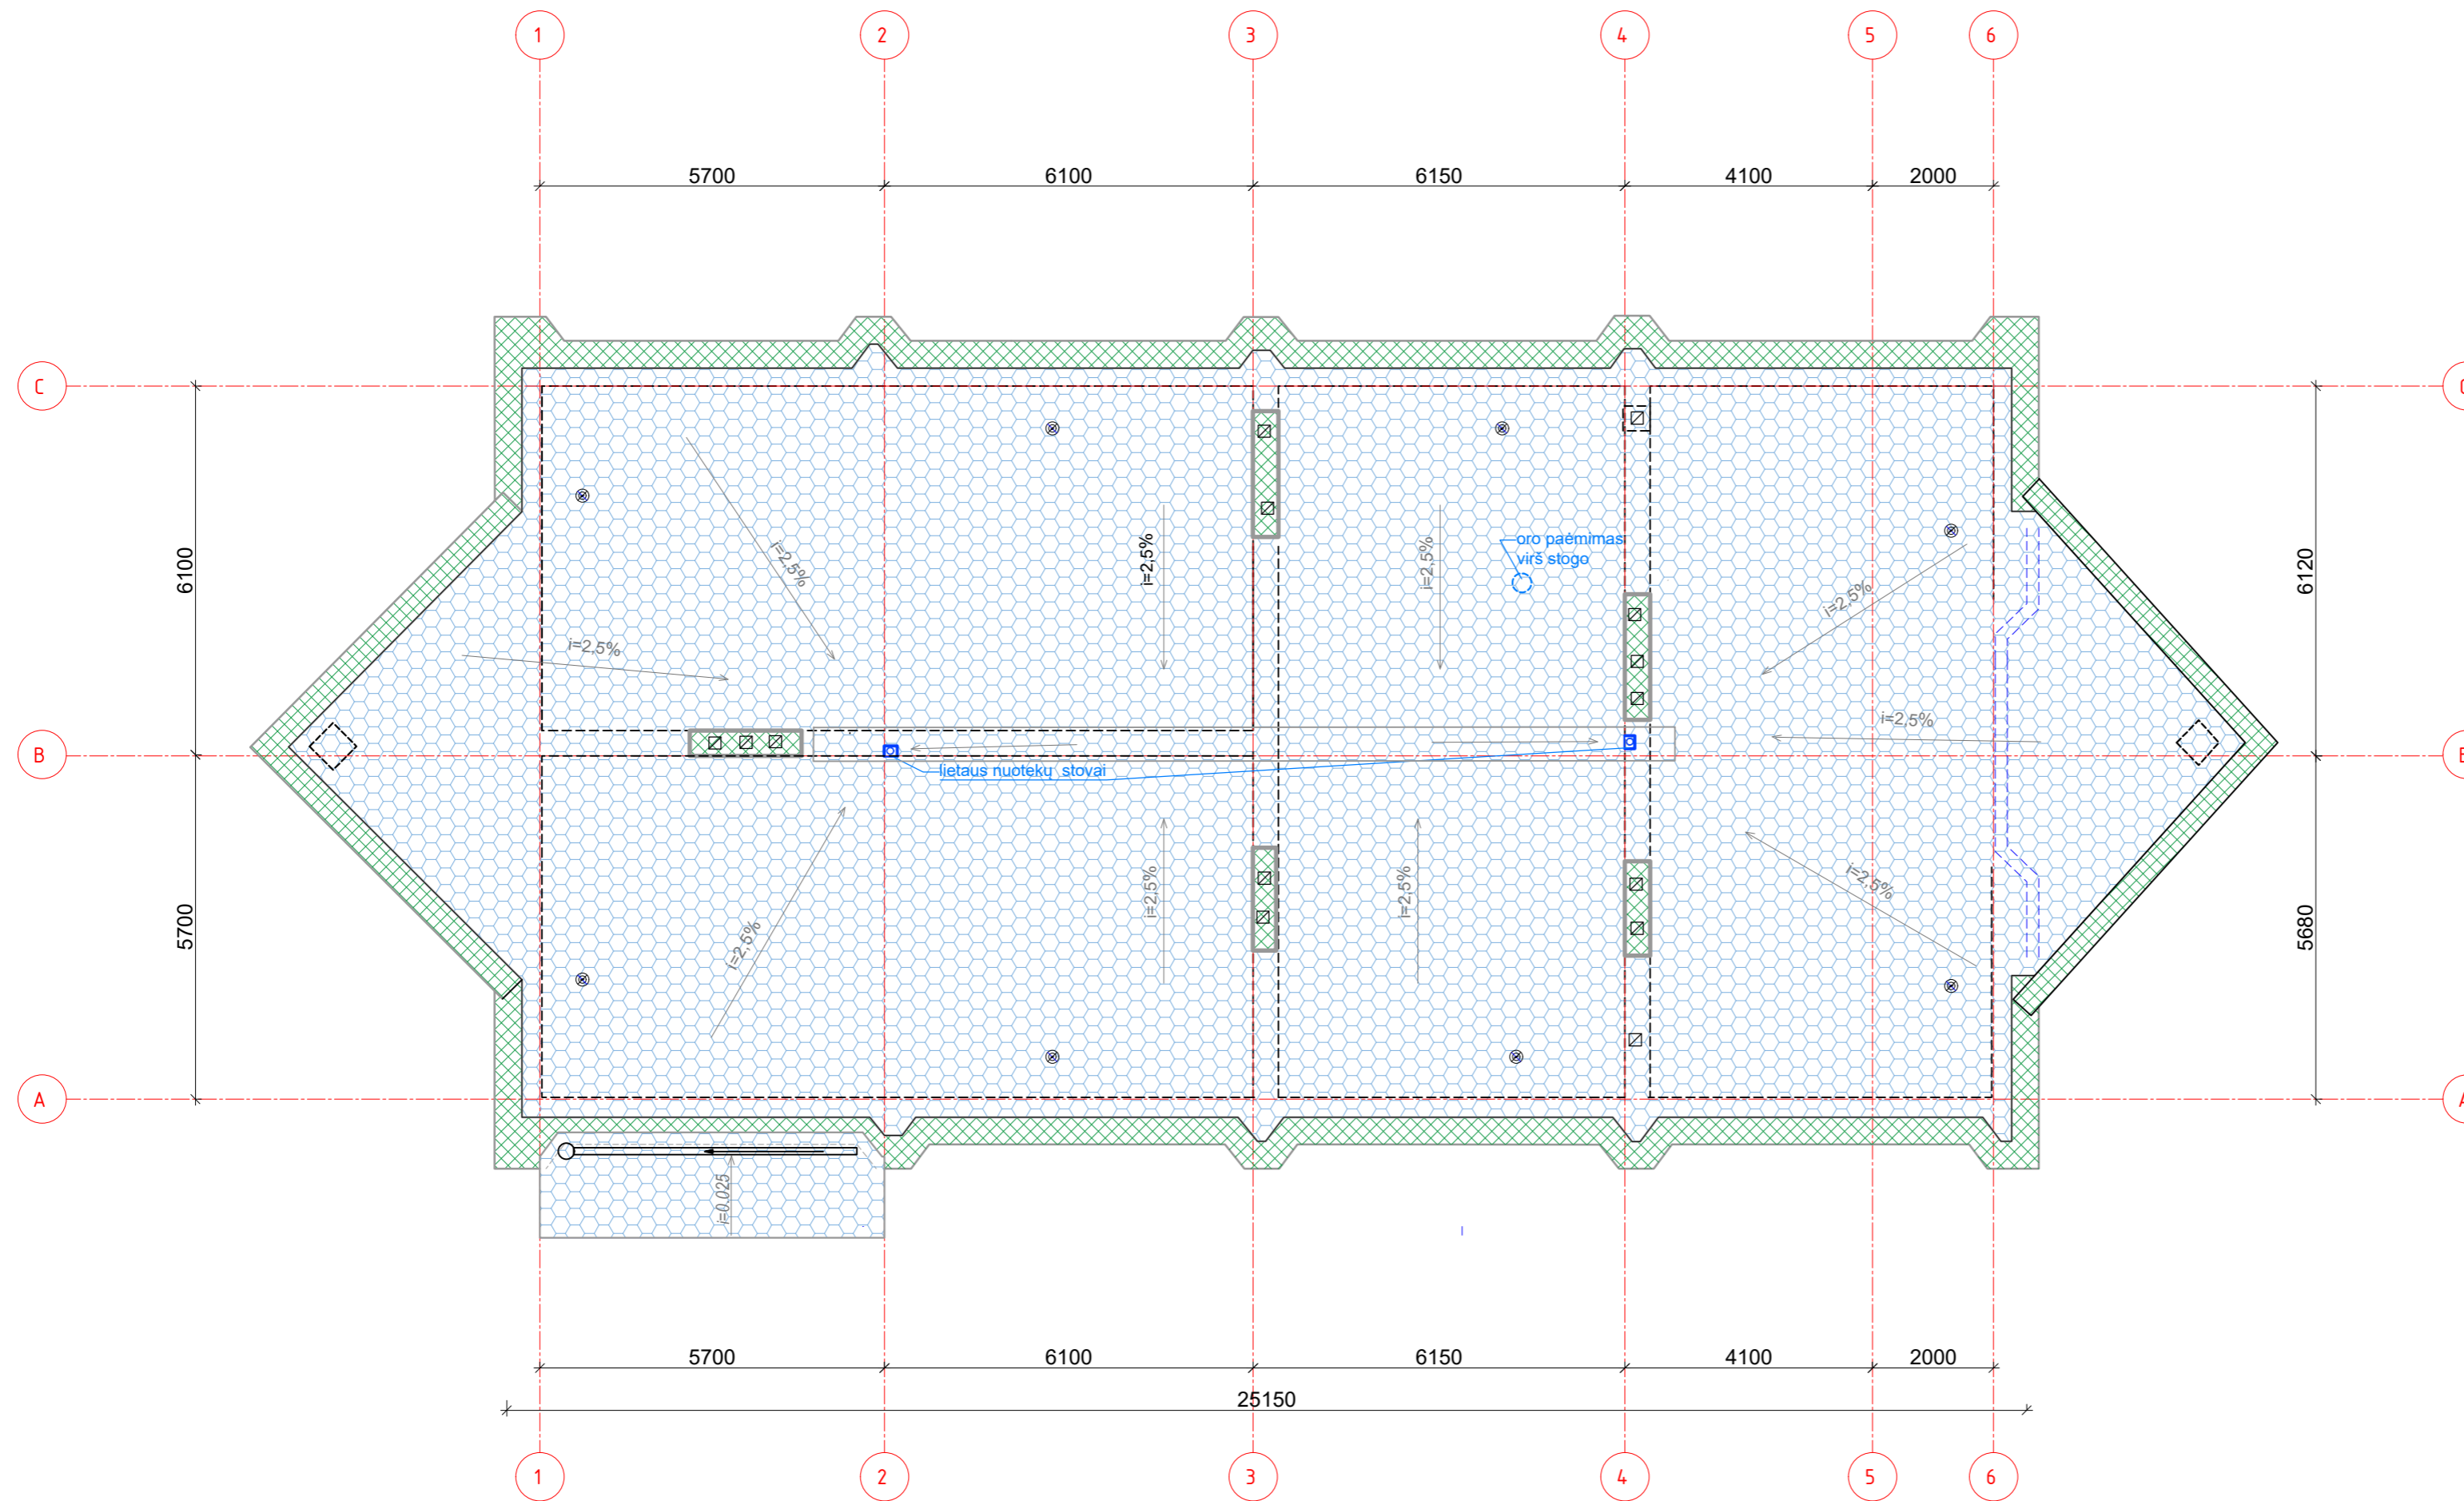 1 2 3 4 5 6
5700 6100 6150 4100 2000
C
6100
6120
i=2,5%
i=2,5%
i=2,5%
oro paėmimas
virš stogo
i=2,5%
i=2,5%
i=2,5%
B
lietaus nuotekų stovai
5700
5680
i=2,5%
i=2,5%
i=2,5%
i=2,5%
A
i=0.025
5700 6100 6150 4100 2000
25150
1 2 3 4 5 6